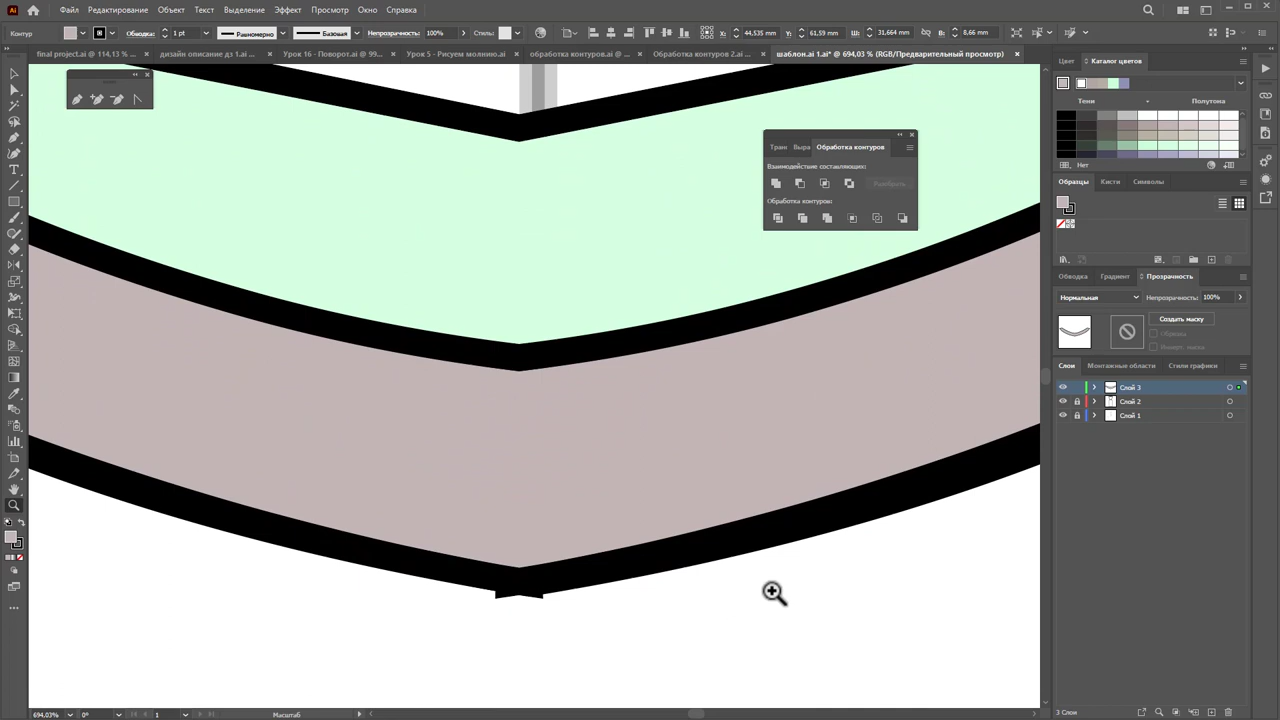 Ai Файл Редактирование Объект Текст Выделение Эффект Просмотр Окно Справка
Контур Обводка: 1 pt Равномерно Базовая Непрозрачность: 100% Стиль: X: 44,535 mm Y: 61,59 mm Ш: 31,664 mm В: 8,66 mm
final project.ai @ 114,13 % ... дизайн описание дз 1.ai ... Урок 16 - Поворот.ai @ 99... Урок 5 - Рисуем молнию.ai обработка контуров.ai @ ... Обработка контуров 2.ai ... шаблон.ai 1.ai* @ 694,03 % (RGB/Предварительный просмотр)
Цвет Каталог цветов
Тени Полутона
Нет
Тран Выра Обработка контуров
Взаимодействие составляющих:
Разобрать
Обработка контуров:
Образцы Кисти Символы
Обводка Градиент Прозрачность
Нормальная Непрозрачность: 100%
Создать маску
Обрезка
Инверт. маска
Слои Монтажные области Стили графики
Слой 3
Слой 2
Слой 1
694,03% 0° 1 Масштаб 3 Слои